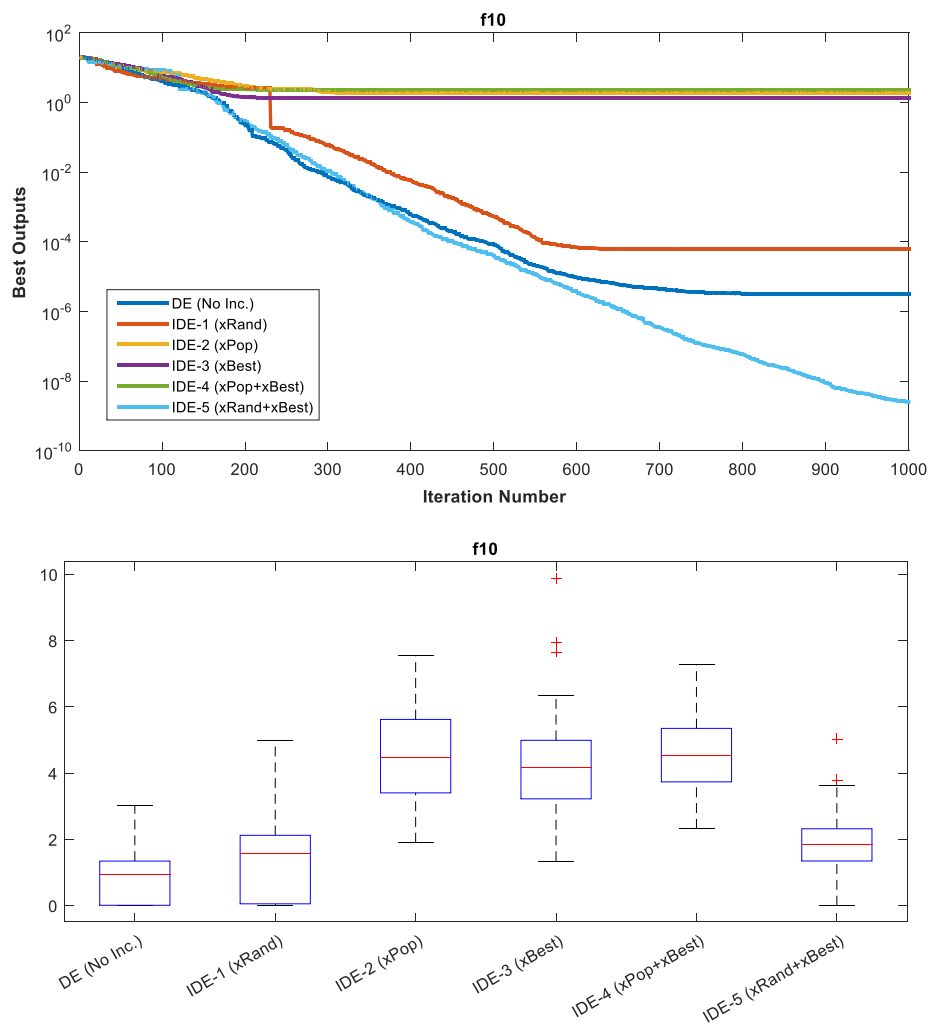 f10
10^2
10^0
10^-2
10^-4
10^-6
10^-8
10^-10
Best Outputs
DE (No Inc.)
IDE-1 (xRand)
IDE-2 (xPop)
IDE-3 (xBest)
IDE-4 (xPop+xBest)
IDE-5 (xRand+xBest)
0 100 200 300 400 500 600 700 800 900 1000
Iteration Number
f10
10
8
6
4
2
0
DE (No Inc.)
IDE-1 (xRand)
IDE-2 (xPop)
IDE-3 (xBest)
IDE-4 (xPop+xBest)
IDE-5 (xRand+xBest)